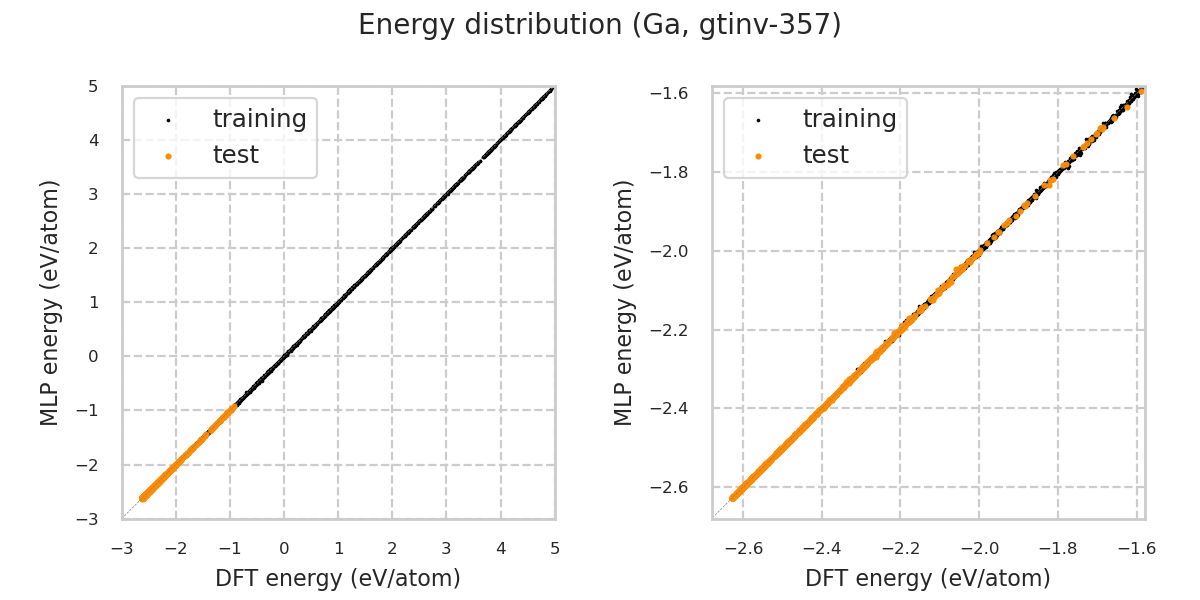 Energy distribution (Ga, gtinv-357)
training
test
5
4
3
2
1
0
−1
−2
−3
−3 −2 −1 0 1 2 3 4 5
MLP energy (eV/atom)
DFT energy (eV/atom)
training
test
−1.6
−1.8
−2.0
−2.2
−2.4
−2.6
−2.6 −2.4 −2.2 −2.0 −1.8 −1.6
MLP energy (eV/atom)
DFT energy (eV/atom)